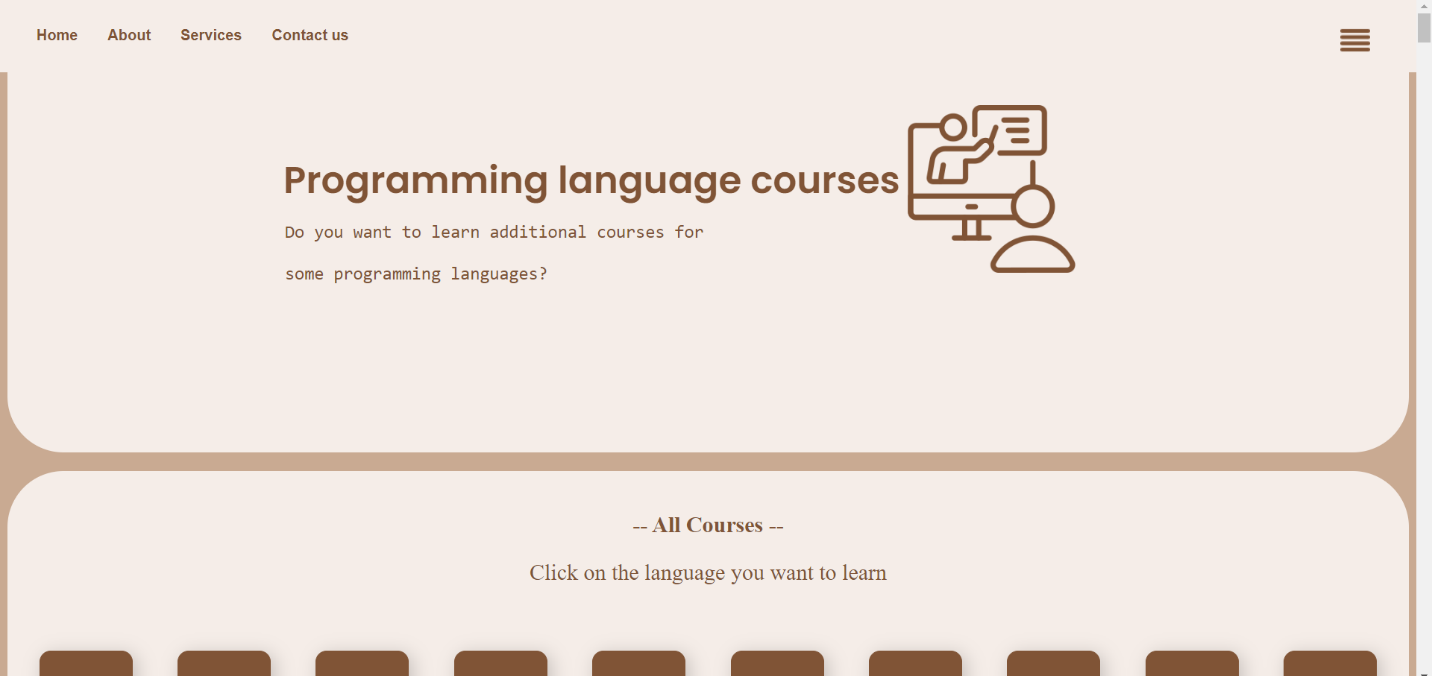 Home About Services Contact us
Programming language courses
Do you want to learn additional courses for
some programming languages?
-- All Courses --
Click on the language you want to learn